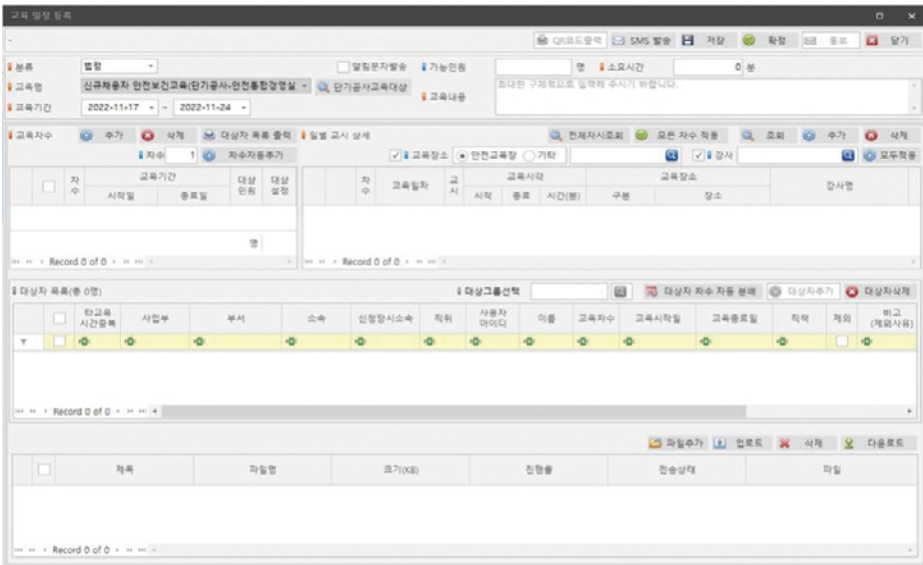 교육 일정 등록
QR코드출력 SMS 발송 저장 확정 통보 닫기
분류 법정 알림문자발송 가능인원 명 소요시간 0 분
교육명 신규채용자 안전보건교육(단기공사-안전통합경영실 단기공사교육대상 교육내용 최대한 구체적으로 입력해 주시기 바랍니다.
교육기간 2022-11-17 ~ 2022-11-24
교육차수 추가 삭제 대상자 목록 출력 일별 교시 상세 전체차시조회 모든 차수 적용 조회 추가 삭제
차수 1 차수자동추가 교육장소 안전교육장 기타 강사 모두적용
차수 교육기간 대상인원 대상설정 차수 교육일차 교시 교육시각 교육장소 강사명
시작일 종료일 시작 종료 시간(분) 구분 장소
명
Record 0 of 0 Record 0 of 0
대상자 목록(총 0명) 대상그룹선택 대상자 차수 자동 분배 대상자추가 대상자삭제
타교육 사용자 비고
시간중복 사업부 부서 소속 신청당시소속 직위 아이디 이름 교육차수 교육시작일 교육종료일 직책 제외 (제외사유)
Record 0 of 0
파일추가 업로드 삭제 다운로드
제목 파일명 크기(KB) 진행률 전송상태 파일
Record 0 of 0